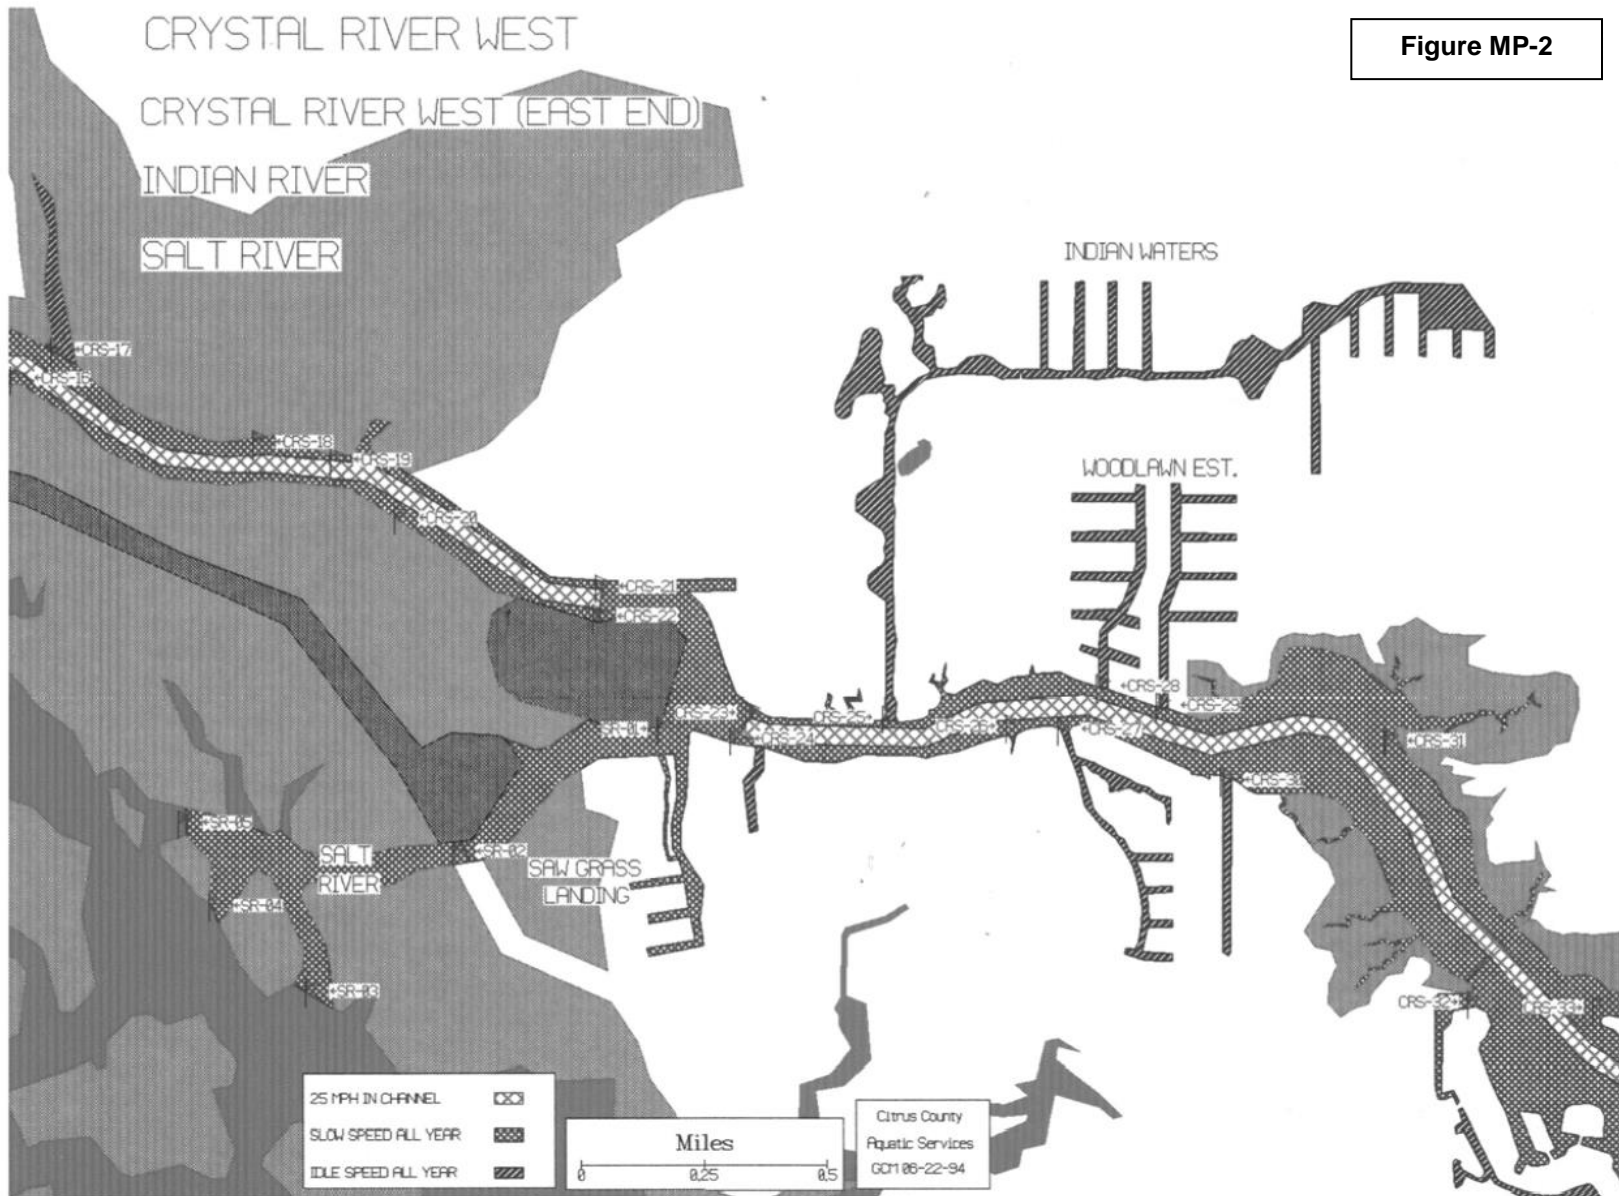 CRYSTAL RIVER WEST
Figure MP-2
CRYSTAL RIVER WEST (EAST END)
INDIAN RIVER
SALT RIVER
INDIAN WATERS
+CRS-17
+CRS-16
+CRS-18
+CRS-19
WOODLAWN EST.
+CRS-20
+CRS-21
+CRS-22
+CRS-28
+CRS-29
CRS-23+
CRS-25+
SR-01+
CRS-26+
+CRS-27
+CRS-24
+CRS-31
+CRS-30
+SR-05
SALT
RIVER
+SR-02
SAW GRASS
LANDING
+SR-04
+SR-03
CRS-32+
CRS-33+
25 MPH IN CHANNEL
SLOW SPEED ALL YEAR
IDLE SPEED ALL YEAR
Miles
0 0.25 0.5
Citrus County
Aquatic Services
GCM 06-22-94